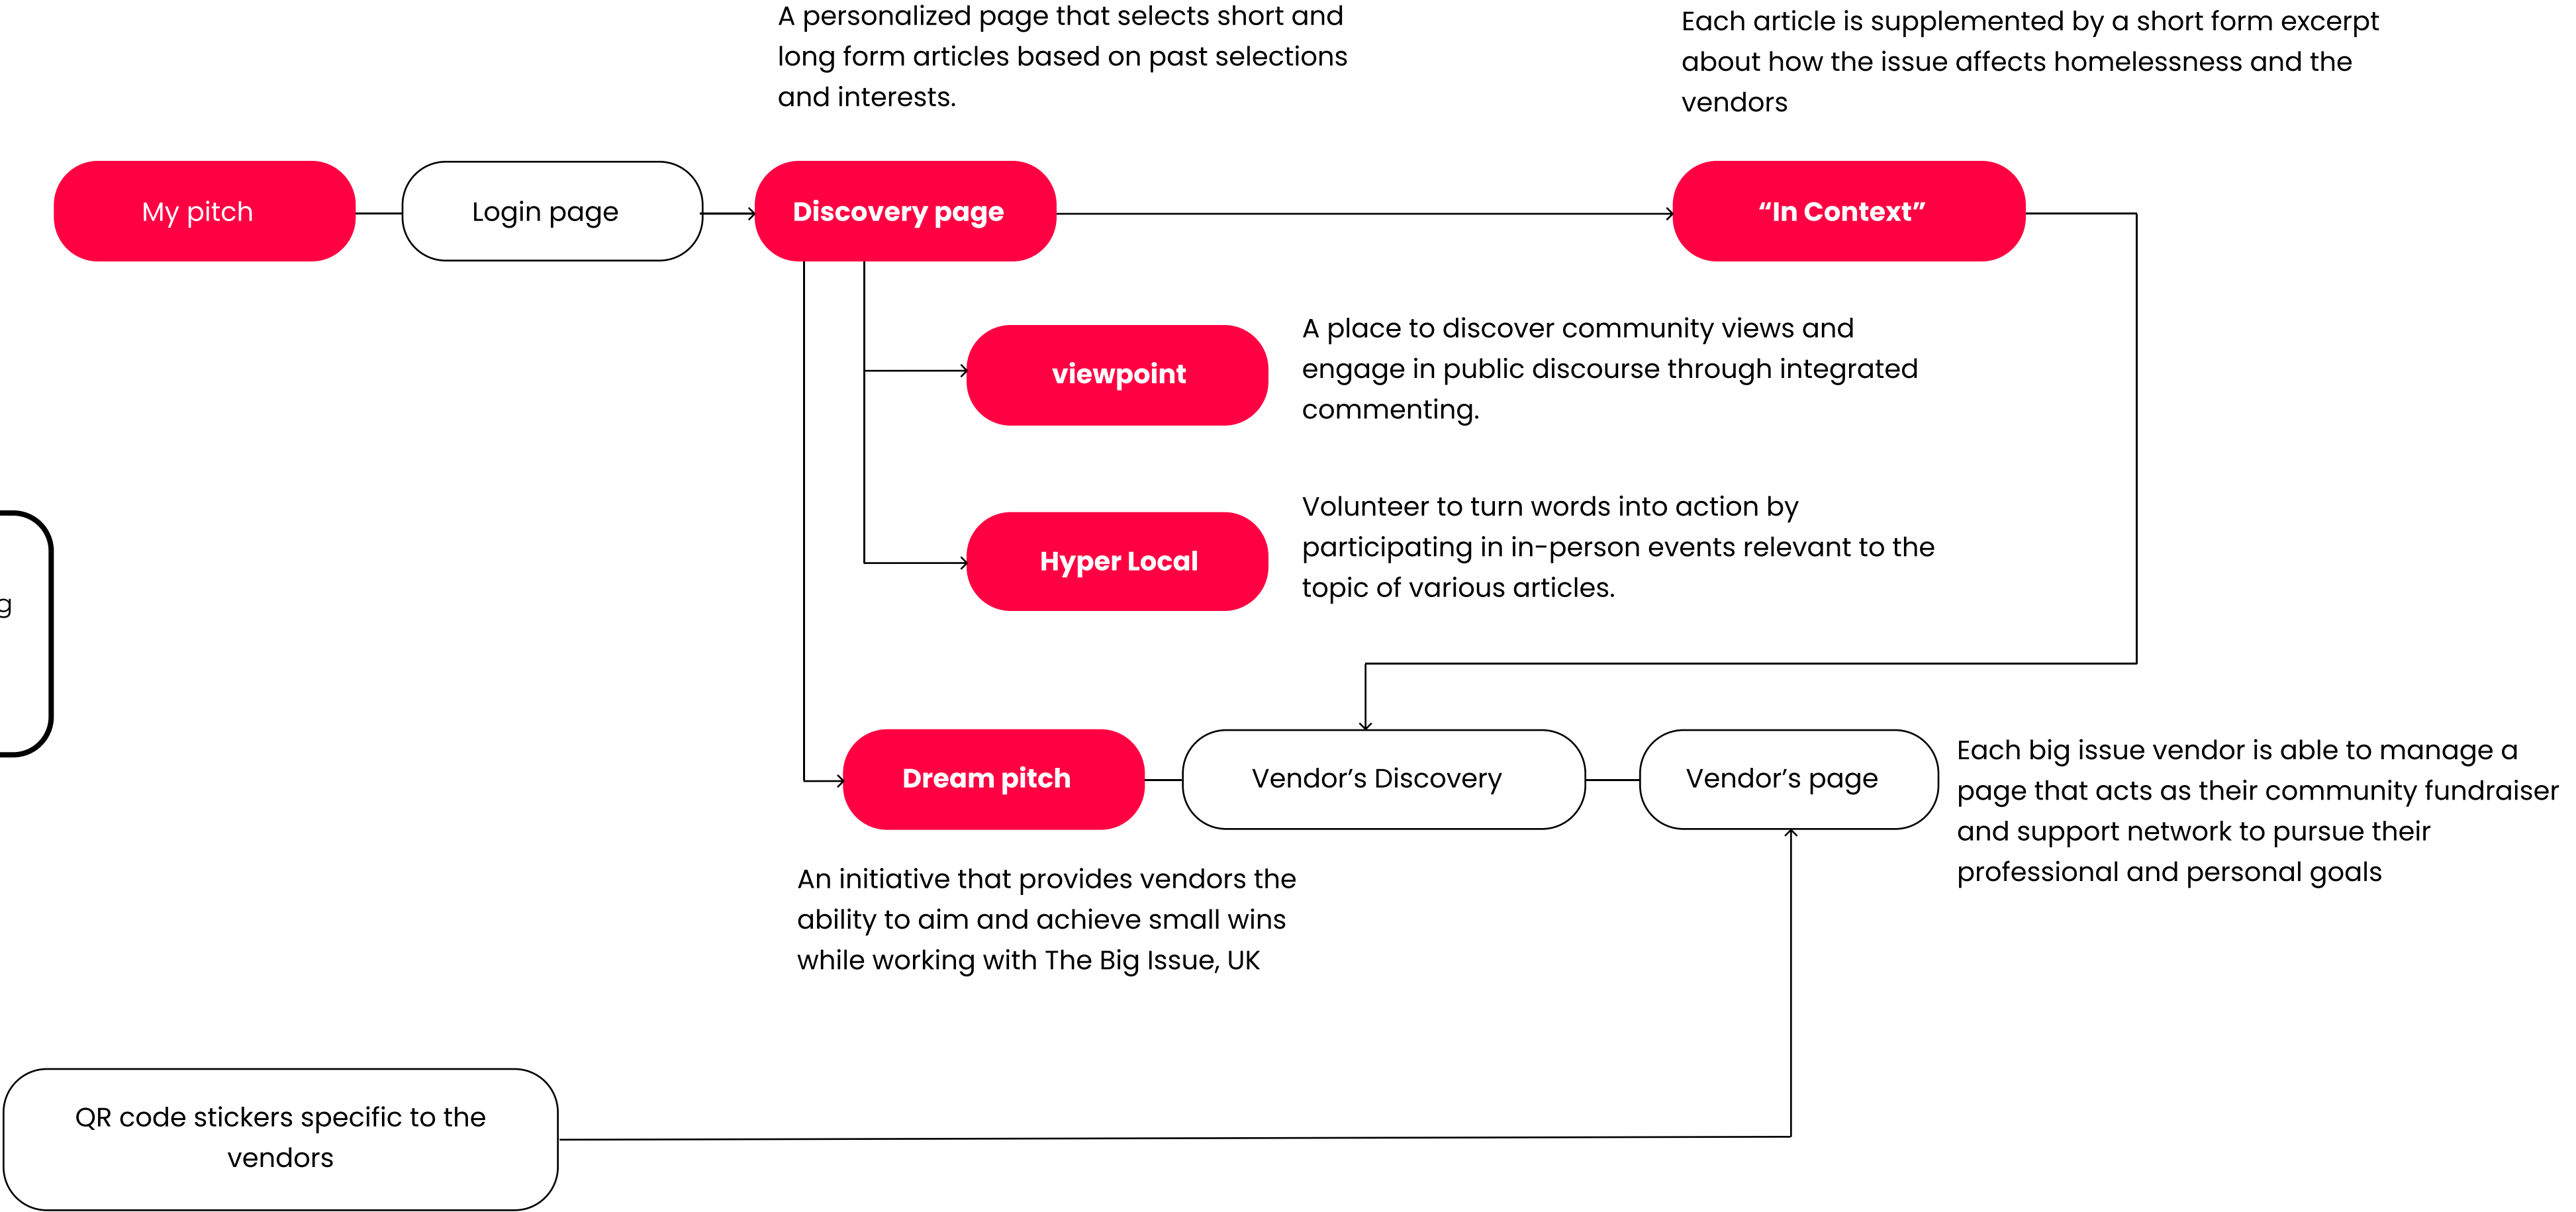 A personalized page that selects short and
long form articles based on past selections
and interests.
Each article is supplemented by a short form excerpt
about how the issue affects homelessness and the
vendors
My pitch
Login page
Discovery page
“In Context”
viewpoint
A place to discover community views and
engage in public discourse through integrated
commenting.
Hyper Local
Volunteer to turn words into action by
participating in in-person events relevant to the
topic of various articles.
Dream pitch
Vendor’s Discovery
Vendor’s page
Each big issue vendor is able to manage a
page that acts as their community fundraiser
and support network to pursue their
professional and personal goals
An initiative that provides vendors the
ability to aim and achieve small wins
while working with The Big Issue, UK
QR code stickers specific to the
vendors